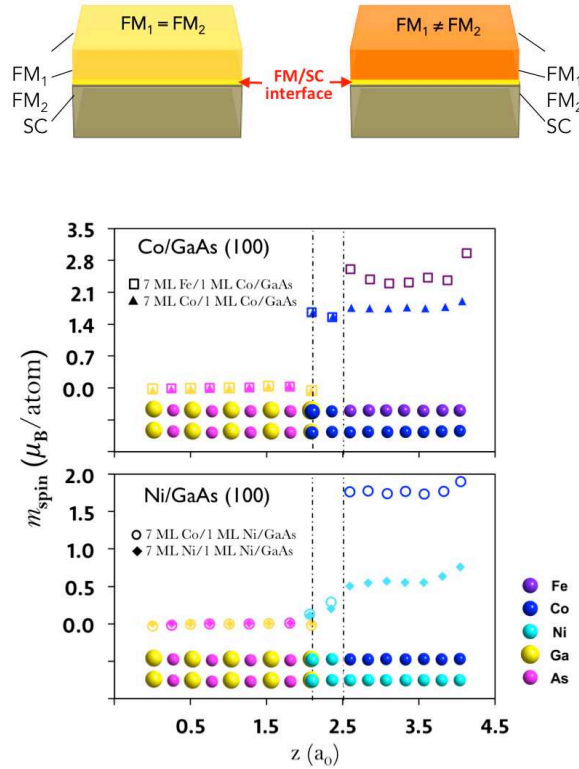 FM₁ = FM₂
FM₁ ≠ FM₂
FM₁
FM₂
SC
FM/SC
interface
FM₁
FM₂
SC
3.5
2.8
2.1
1.4
0.7
0.0
Co/GaAs (100)
7 ML Fe/1 ML Co/GaAs
7 ML Co/1 ML Co/GaAs
m_spin (μ_B/atom)
2.0
1.5
1.0
0.5
0.0
Ni/GaAs (100)
7 ML Co/1 ML Ni/GaAs
7 ML Ni/1 ML Ni/GaAs
Fe
Co
Ni
Ga
As
0.5 1.5 2.5 3.5 4.5
z (a₀)